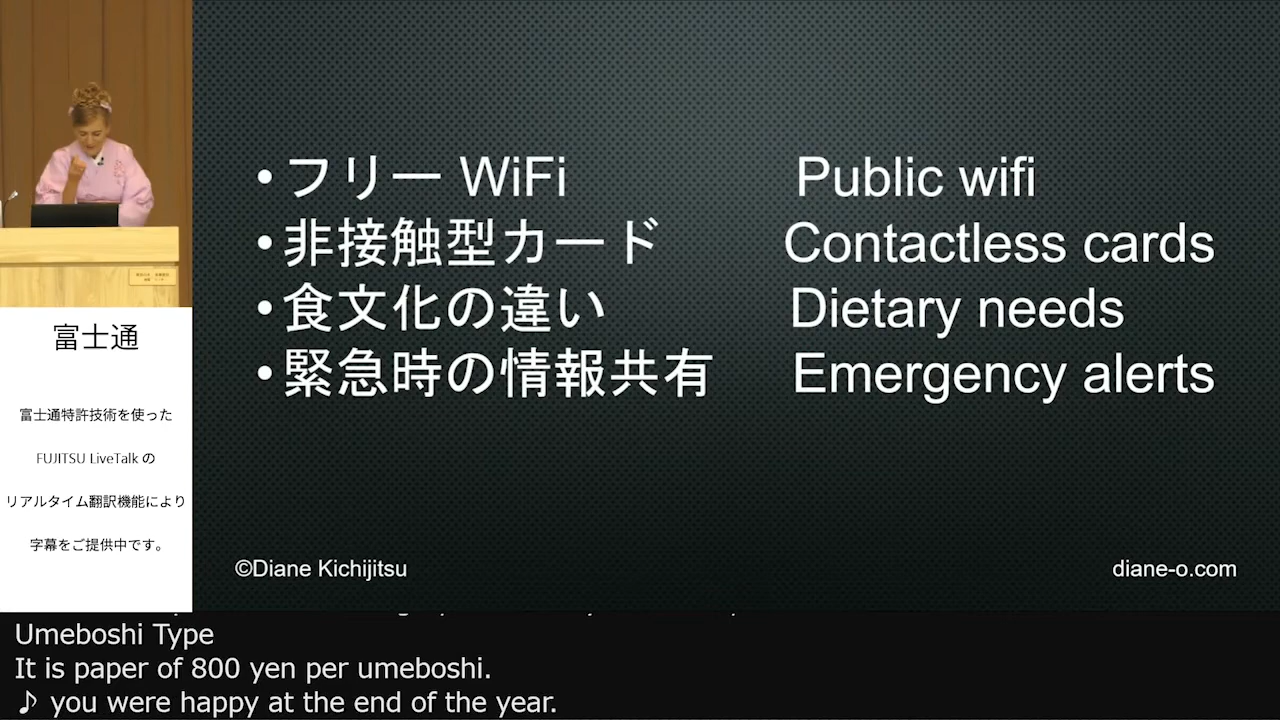 • フリー WiFi Public wifi
• 非接触型カード Contactless cards
• 食文化の違い Dietary needs
• 緊急時の情報共有 Emergency alerts
©Diane Kichijitsu diane-o.com
富士通
富士通特許技術を使った
FUJITSU LiveTalk の
リアルタイム翻訳機能により
字幕をご提供中です。
Umeboshi Type
It is paper of 800 yen per umeboshi.
♪ you were happy at the end of the year.